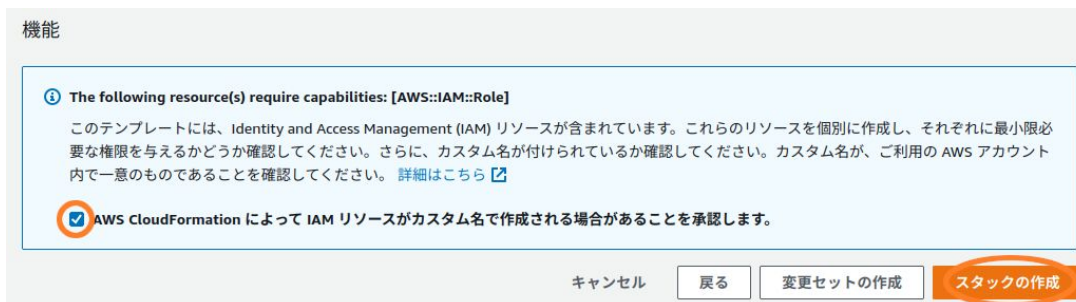 機能
The following resource(s) require capabilities: [AWS::IAM::Role]
このテンプレートには、Identity and Access Management (IAM) リソースが含まれています。これらのリソースを個別に作成し、それぞれに最小限必
要な権限を与えるかどうか確認してください。さらに、カスタム名が付けられているか確認してください。カスタム名が、ご利用の AWS アカウント
内で一意のものであることを確認してください。 詳細はこちら
AWS CloudFormation によって IAM リソースがカスタム名で作成される場合があることを承認します。
キャンセル 戻る 変更セットの作成 スタックの作成